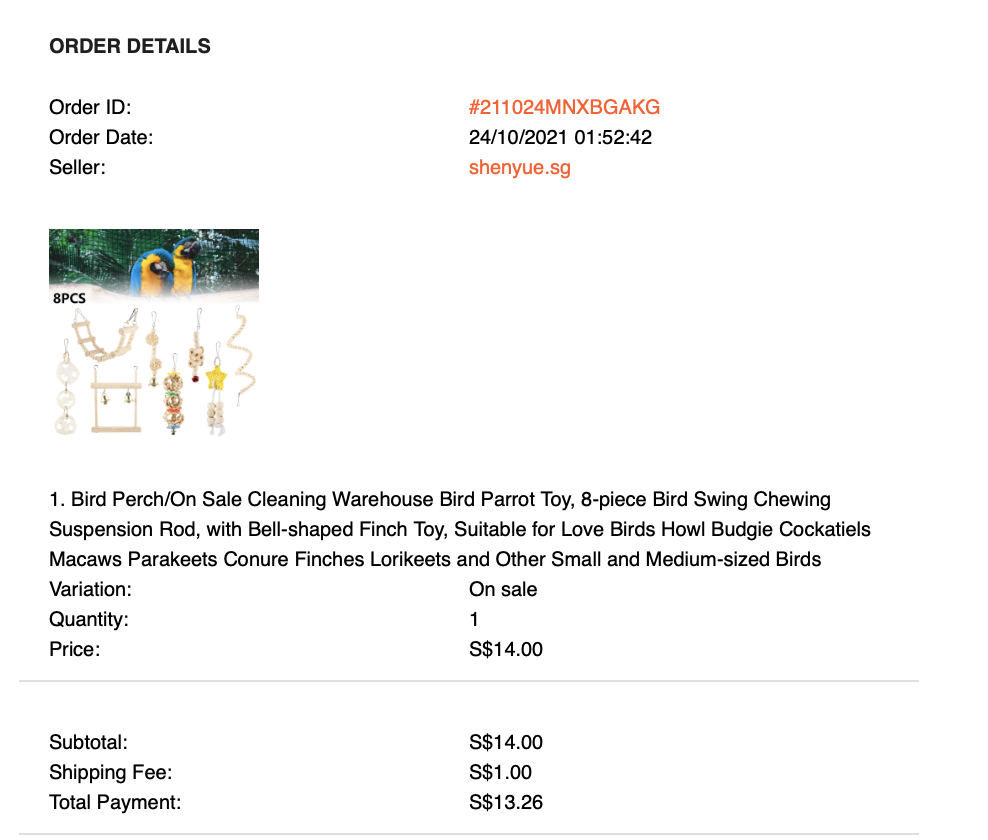 ORDER DETAILS
Order ID: #211024MNXBGAKG
Order Date: 24/10/2021 01:52:42
Seller: shenyue.sg
8PCS
1. Bird Perch/On Sale Cleaning Warehouse Bird Parrot Toy, 8-piece Bird Swing Chewing
Suspension Rod, with Bell-shaped Finch Toy, Suitable for Love Birds Howl Budgie Cockatiels
Macaws Parakeets Conure Finches Lorikeets and Other Small and Medium-sized Birds
Variation: On sale
Quantity: 1
Price: S$14.00
Subtotal: S$14.00
Shipping Fee: S$1.00
Total Payment: S$13.26